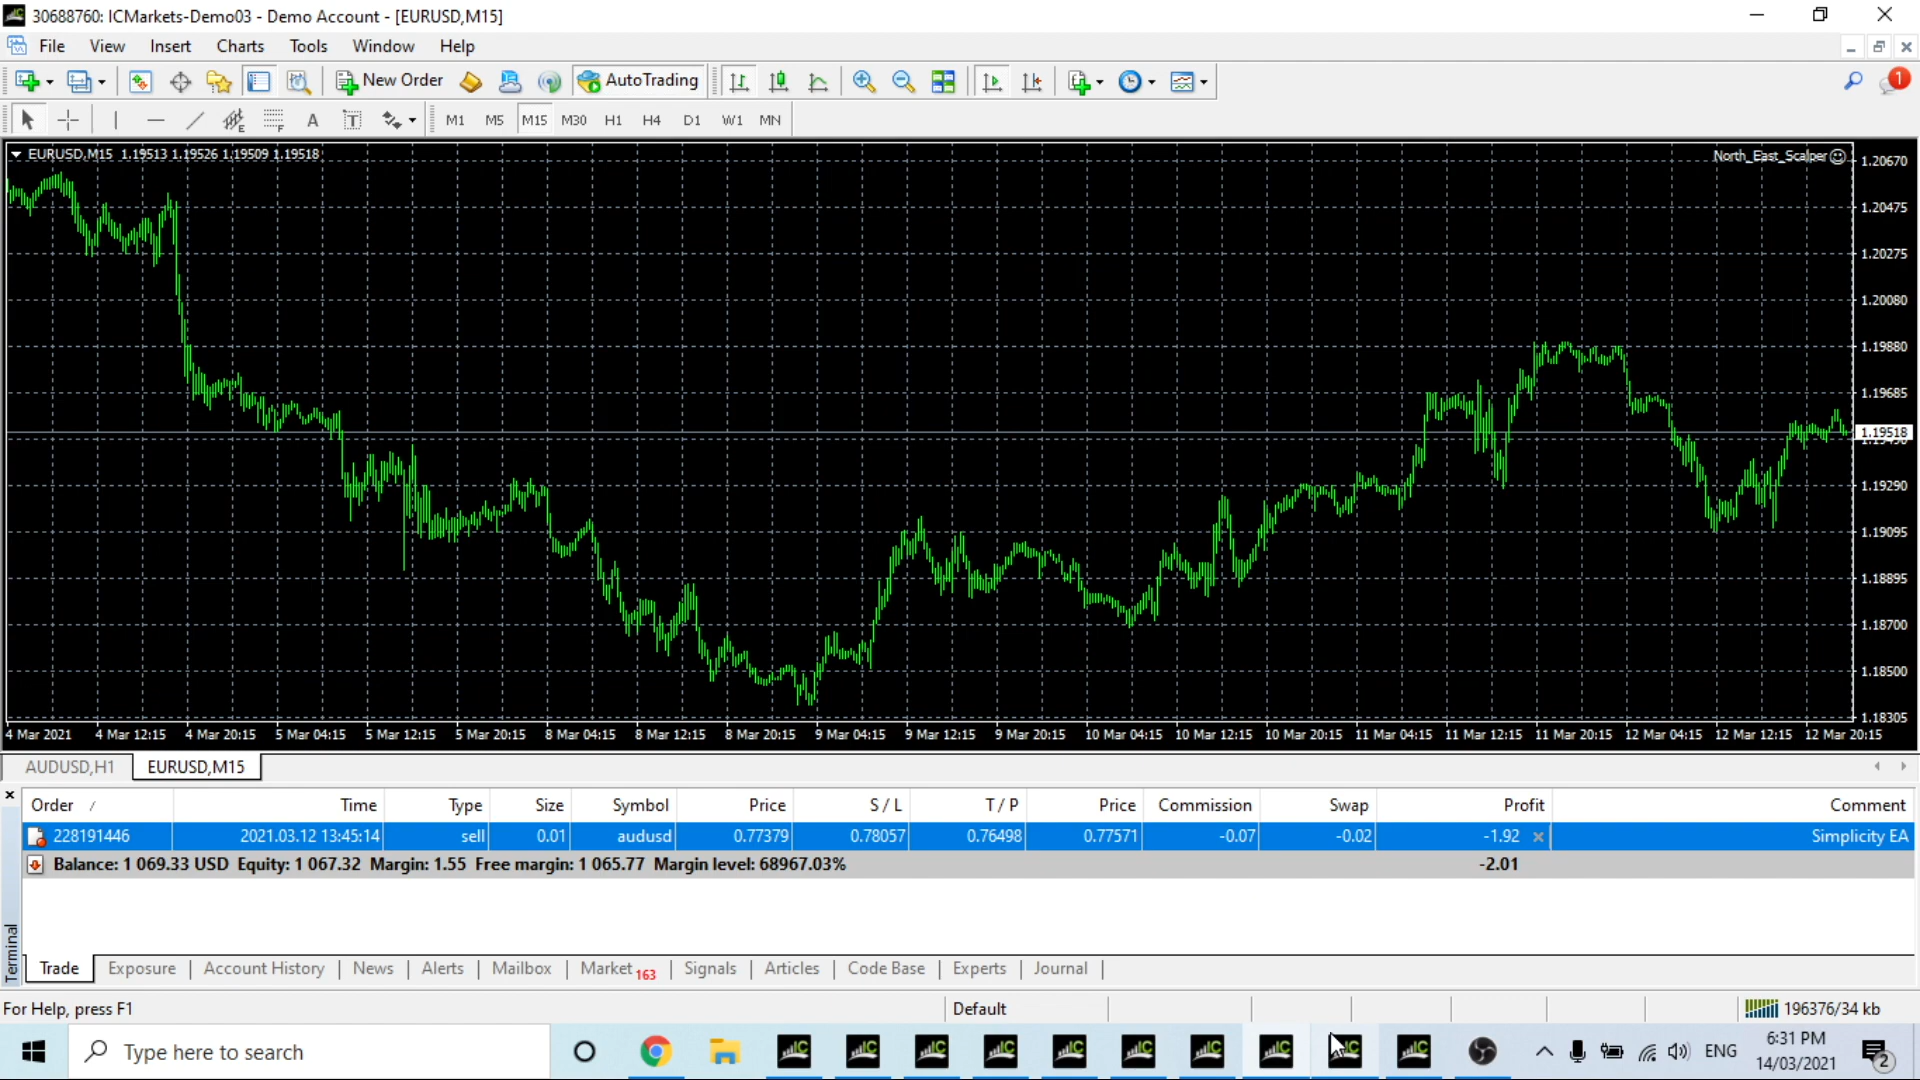 30688760: ICMarkets-Demo03 - Demo Account - [EURUSD,M15]
File View Insert Charts Tools Window Help
New Order AutoTrading 1
A T M1 M5 M15 M30 H1 H4 D1 W1 MN
EURUSD,M15 1.19513 1.19526 1.19509 1.19518
North_East_Scalper
1.20670
1.20475
1.20275
1.20080
1.19880
1.19685
1.19518
1.19290
1.19095
1.18895
1.18700
1.18500
1.18305
4 Mar 2021 4 Mar 12:15 4 Mar 20:15 5 Mar 04:15 5 Mar 12:15 5 Mar 20:15 8 Mar 04:15 8 Mar 12:15 8 Mar 20:15 9 Mar 04:15 9 Mar 12:15 9 Mar 20:15 10 Mar 04:15 10 Mar 12:15 10 Mar 20:15 11 Mar 04:15 11 Mar 12:15 11 Mar 20:15 12 Mar 04:15 12 Mar 12:15 12 Mar 20:15
AUDUSD,H1 EURUSD,M15
Order / Time Type Size Symbol Price S / L T / P Price Commission Swap Profit Comment
228191446 2021.03.12 13:45:14 sell 0.01 audusd 0.77379 0.78057 0.76498 0.77571 -0.07 -0.02 -1.92 Simplicity EA
Balance: 1 069.33 USD Equity: 1 067.32 Margin: 1.55 Free margin: 1 065.77 Margin level: 68967.03% -2.01
Terminal
Trade Exposure Account History News Alerts Mailbox Market 163 Signals Articles Code Base Experts Journal
For Help, press F1 Default 196376/34 kb
Type here to search
IC IC IC IC IC IC IC IC IC IC
ENG
6:31 PM
14/03/2021
2